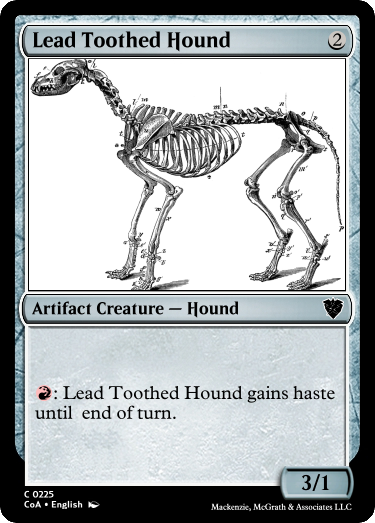 Lead Toothed Hound 2
Artifact Creature — Hound
: Lead Toothed Hound gains haste
until end of turn.
3/1
C 0225
CoA • English
Mackenzie, McGrath & Associates LLC